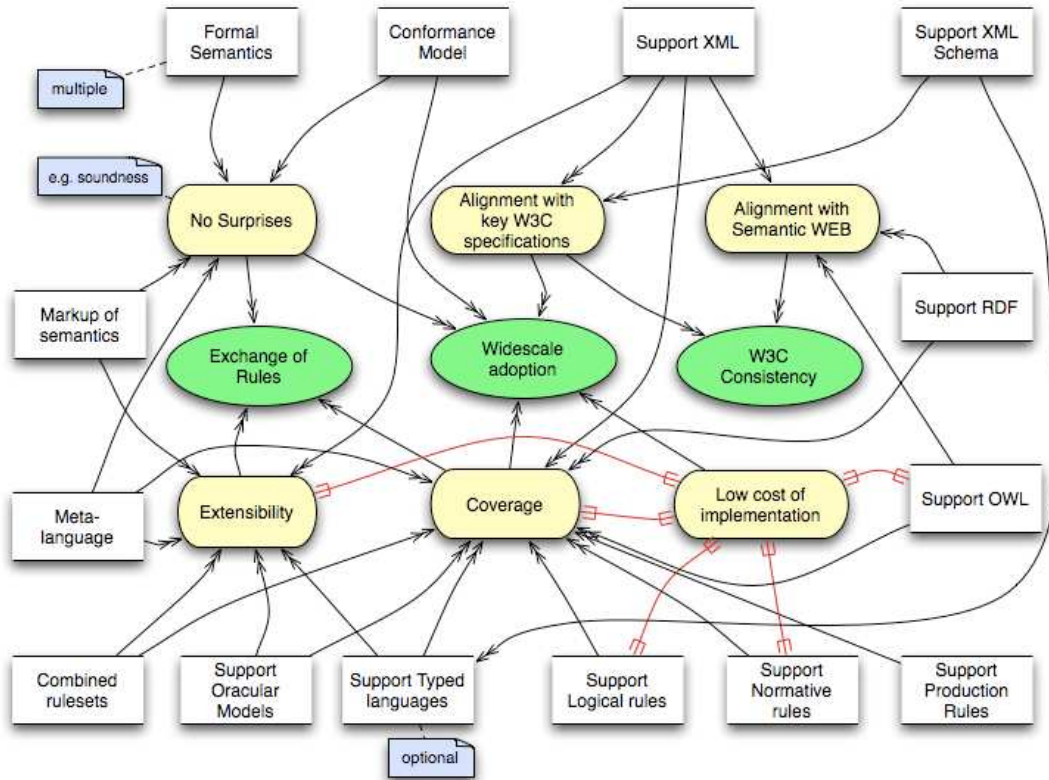 Formal
Semantics
Conformance
Model
Support XML
Support XML
Schema
multiple
e.g. soundness
No Surprises
Alignment with
key W3C
specifications
Alignment with
Semantic WEB
Markup of
semantics
Support RDF
Exchange of
Rules
Widescale
adoption
W3C
Consistency
Meta-
language
Extensibility
Coverage
Low cost of
implementation
Support OWL
Combined
rulesets
Support
Oracular
Models
Support Typed
languages
Support
Logical rules
Support
Normative
rules
Support
Production
Rules
optional